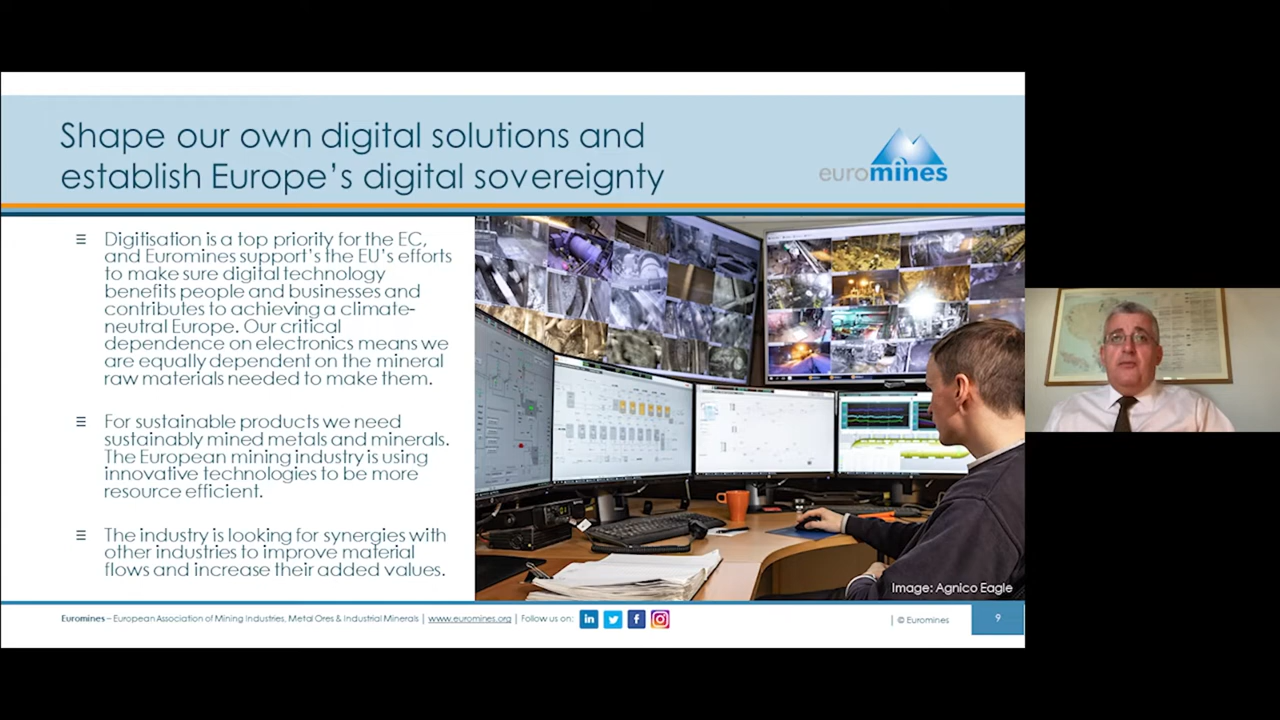 Shape our own digital solutions and
establish Europe's digital sovereignty
euromines
Digitisation is a top priority for the EC,
and Euromines support's the EU's efforts
to make sure digital technology
benefits people and businesses and
contributes to achieving a climate-
neutral Europe. Our critical
dependence on electronics means we
are equally dependent on the mineral
raw materials needed to make them.
For sustainable products we need
sustainably mined metals and minerals.
The European mining industry is using
innovative technologies to be more
resource efficient.
The industry is looking for synergies with
other industries to improve material
flows and increase their added values.
Image: Agnico Eagle
Euromines – European Association of Mining Industries, Metal Ores & Industrial Minerals | www.euromines.org | Follow us on:
| © Euromines
9